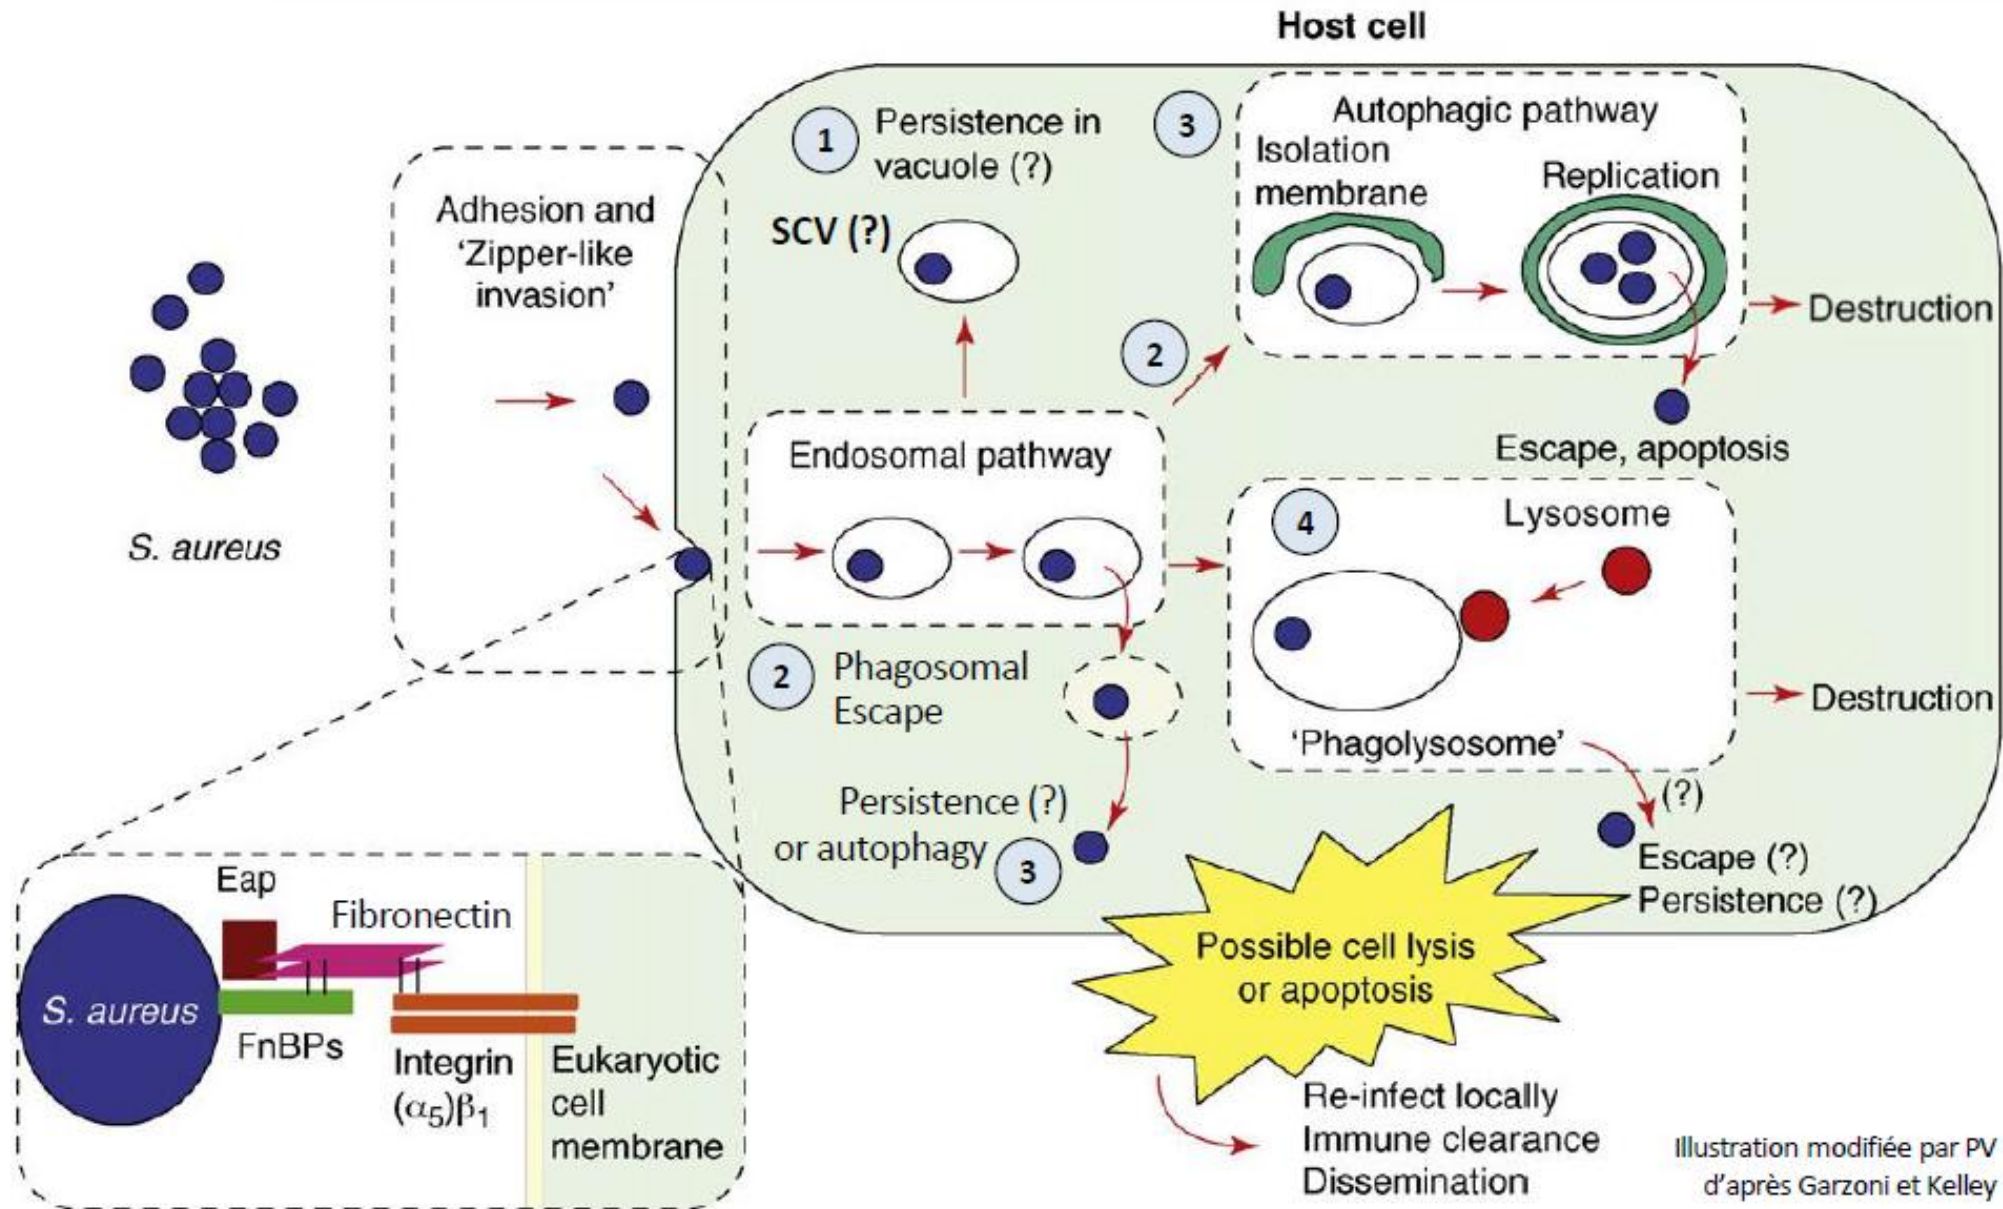 Host cell
1
Persistence in
vacuole (?)
SCV (?)
3
Autophagic pathway
Isolation
membrane
Replication
Destruction
Adhesion and
‘Zipper-like
invasion’
S. aureus
2
Endosomal pathway
Escape, apoptosis
4
Lysosome
‘Phagolysosome’
Destruction
2
Phagosomal
Escape
Persistence (?)
or autophagy
3
(?)
Escape (?)
Persistence (?)
Possible cell lysis
or apoptosis
Re-infect locally
Immune clearance
Dissemination
Eap
Fibronectin
S. aureus
FnBPs
Integrin
(α₅)β₁
Eukaryotic
cell
membrane
Illustration modifiée par PV
d’après Garzoni et Kelley